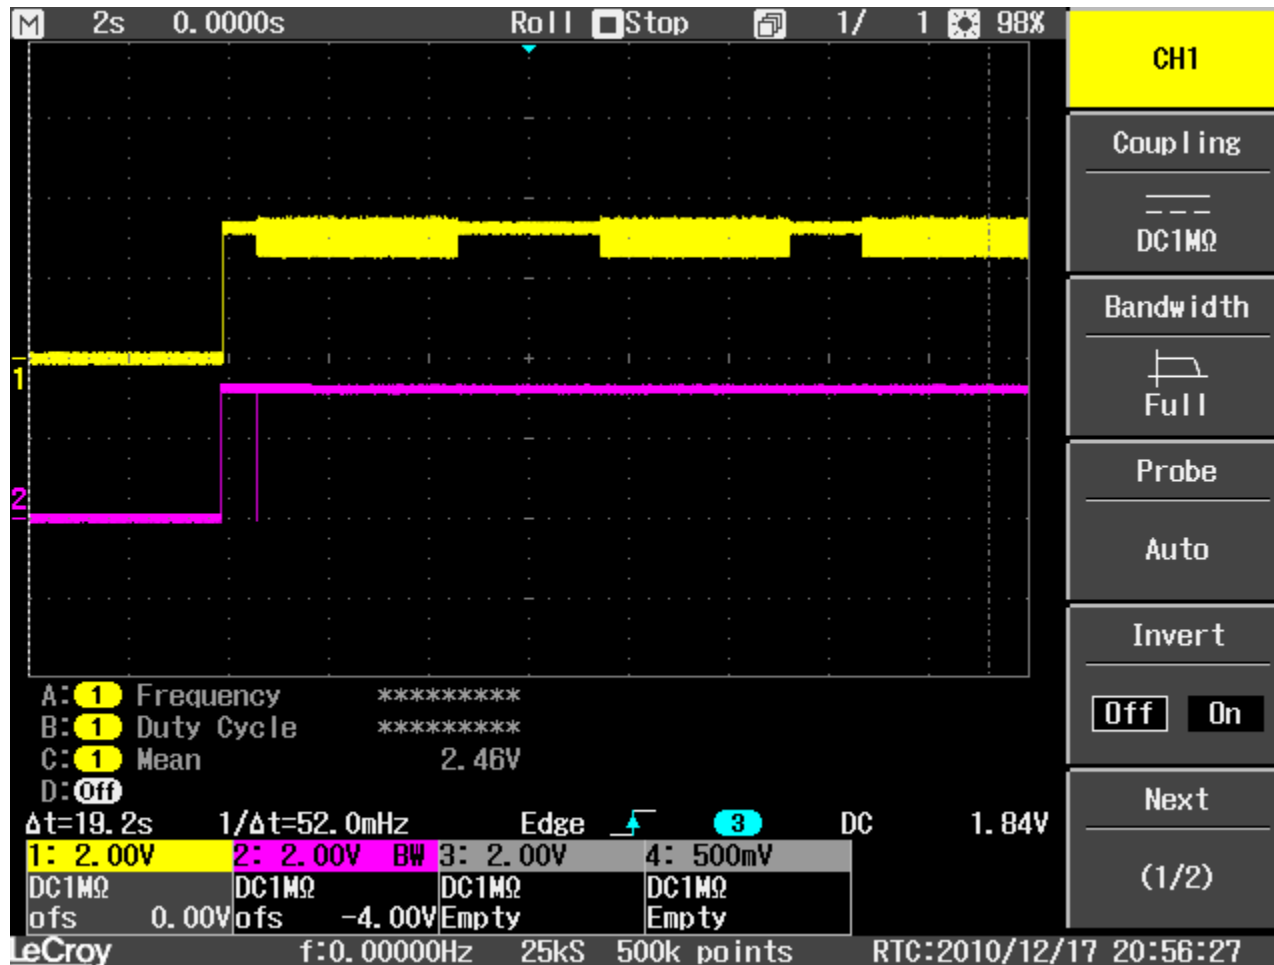 M 2s 0.0000s Roll Stop 1/ 1 98%
CH1
Coupling
DC1MΩ
Bandwidth
Full
Probe
Auto
Invert
Off On
Next
(1/2)
1
2
A: 1 Frequency *********
B: 1 Duty Cycle *********
C: 1 Mean 2.46V
D: Off
Δt=19.2s 1/Δt=52.0mHz Edge 3 DC 1.84V
1: 2.00V 2: 2.00V BW 3: 2.00V 4: 500mV
DC1MΩ DC1MΩ DC1MΩ DC1MΩ
ofs 0.00V ofs -4.00V Empty Empty
LeCroy f:0.00000Hz 25kS 500k points RTC:2010/12/17 20:56:27